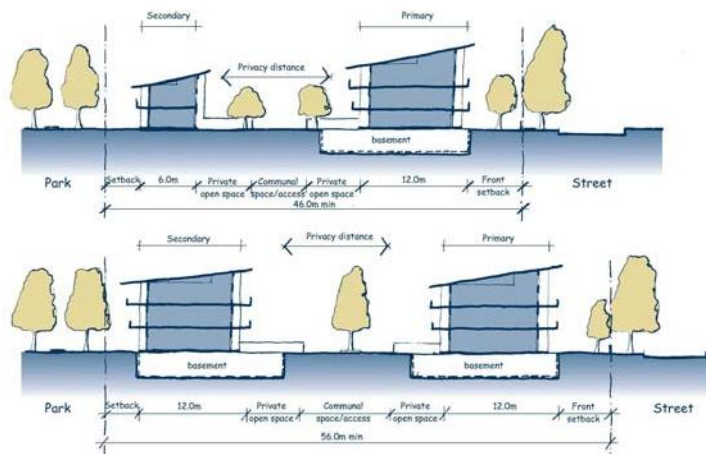 Secondary
Primary
Privacy distance
basement
Park
Setback
6.0m
Private
open space
Communal
space/access
Private
open space
12.0m
Front
setback
Street
46.0m min
Secondary
Privacy distance
Primary
basement
basement
Park
Setback
12.0m
Private
open space
Communal
space/access
Private
open space
12.0m
Front
setback
Street
56.0m min